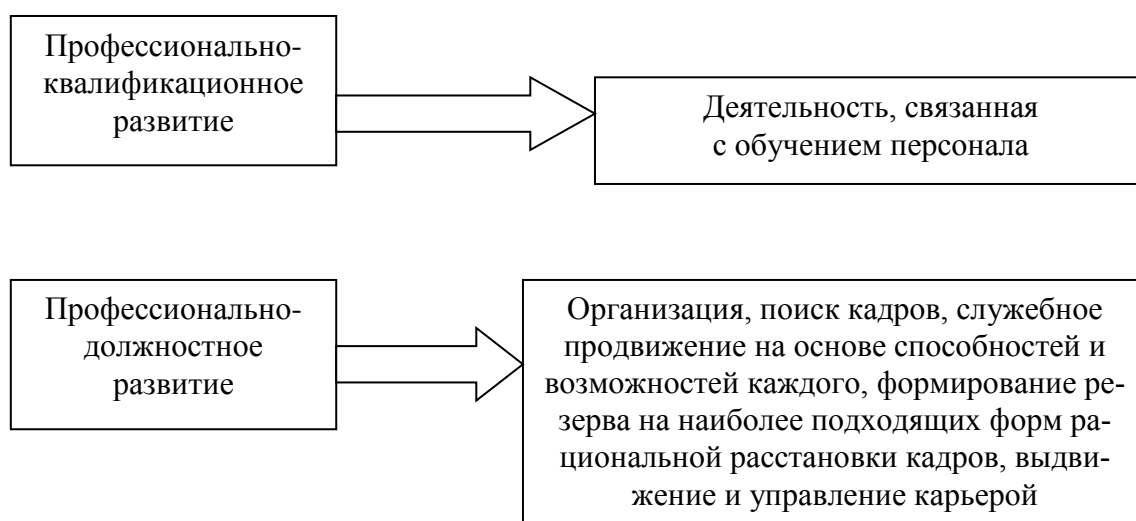 Профессионально-
квалификационное
развитие
Деятельность, связанная
с обучением персонала
Профессионально-
должностное
развитие
Организация, поиск кадров, служебное
продвижение на основе способностей и
возможностей каждого, формирование ре-
зерва на наиболее подходящих форм ра-
циональной расстановки кадров, выдви-
жение и управление карьерой